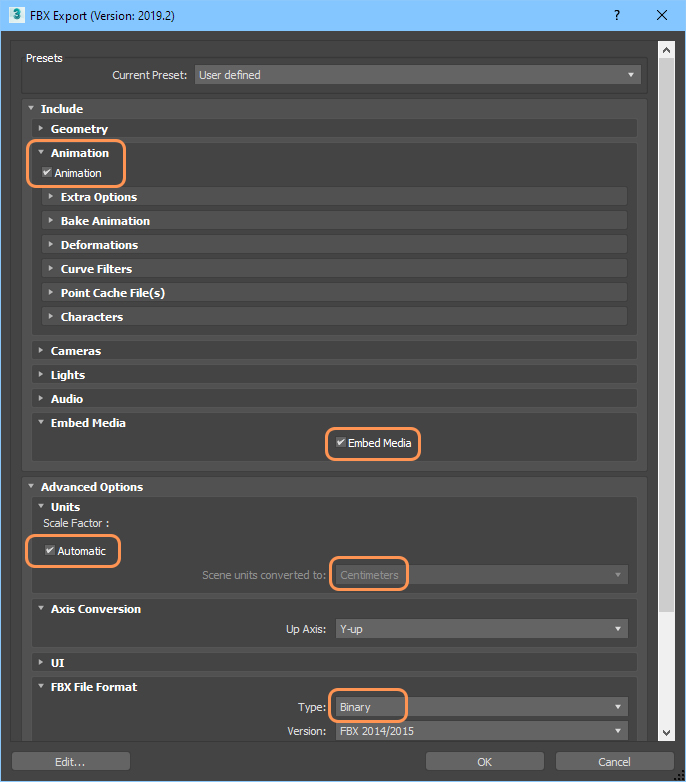 FBX Export (Version: 2019.2)
Presets
Current Preset: User defined
Include
Geometry
Animation
Animation
Extra Options
Bake Animation
Deformations
Curve Filters
Point Cache File(s)
Characters
Cameras
Lights
Audio
Embed Media
Embed Media
Advanced Options
Units
Scale Factor :
Automatic
Scene units converted to: Centimeters
Axis Conversion
Up Axis: Y-up
UI
FBX File Format
Type: Binary
Version: FBX 2014/2015
Edit... OK Cancel